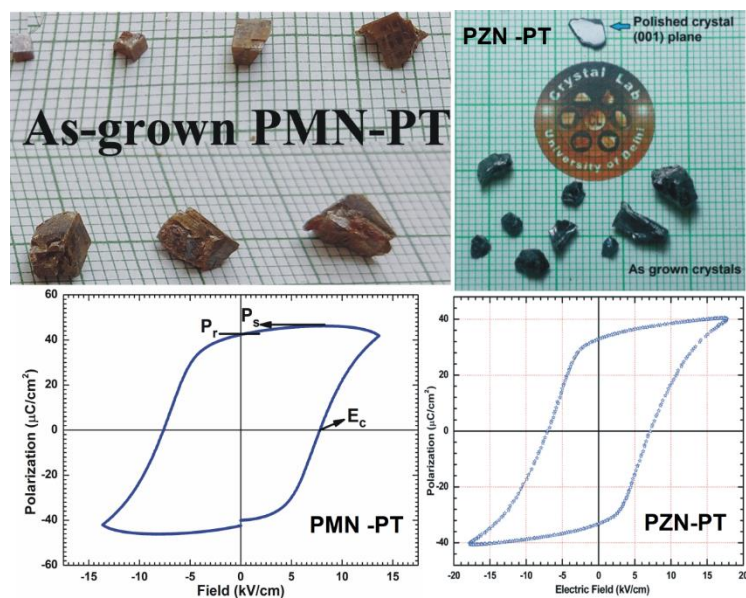 As-grown PMN-PT
PZN -PT
Polished crystal
(001) plane
Crystal Lab
CL
University of Delhi
As grown crystals
Polarization (μC/cm²)
60
40
20
0
-20
-40
-60
Pr
Ps
Ec
PMN -PT
-15
-10
-5
0
5
10
15
Field (kV/cm)
Polarization (μC/cm²)
40
20
0
-20
-40
PZN-PT
-20
-15
-10
-5
0
5
10
15
20
Electric Field (kV/cm)